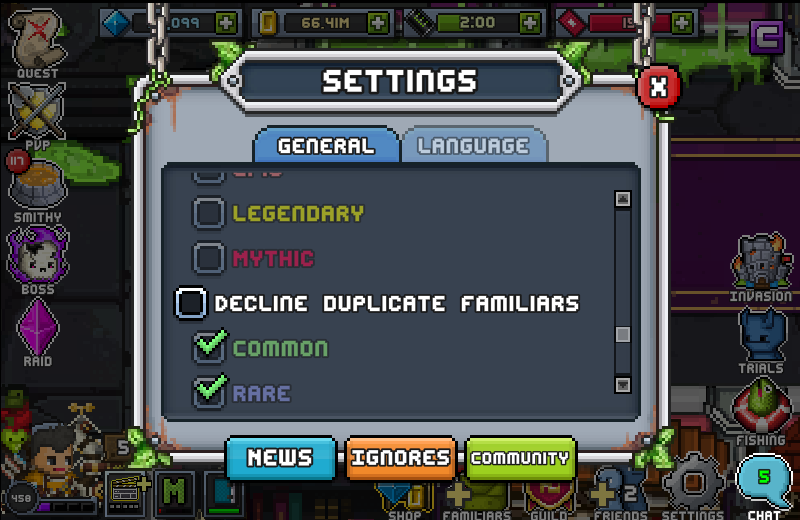 ,099
66.41M
2:00
SETTINGS
X
C
QUEST
GENERAL
LANGUAGE
PVP
117
LEGENDARY
SMITHY
MYTHIC
BOSS
INVASION
DECLINE DUPLICATE FAMILIARS
COMMON
RAID
TRIALS
RARE
FISHING
5
NEWS
IGNORES
COMMUNITY
5
458
M
2
SHOP
FAMILIARS
GUILD
FRIENDS
SETTINGS
CHAT